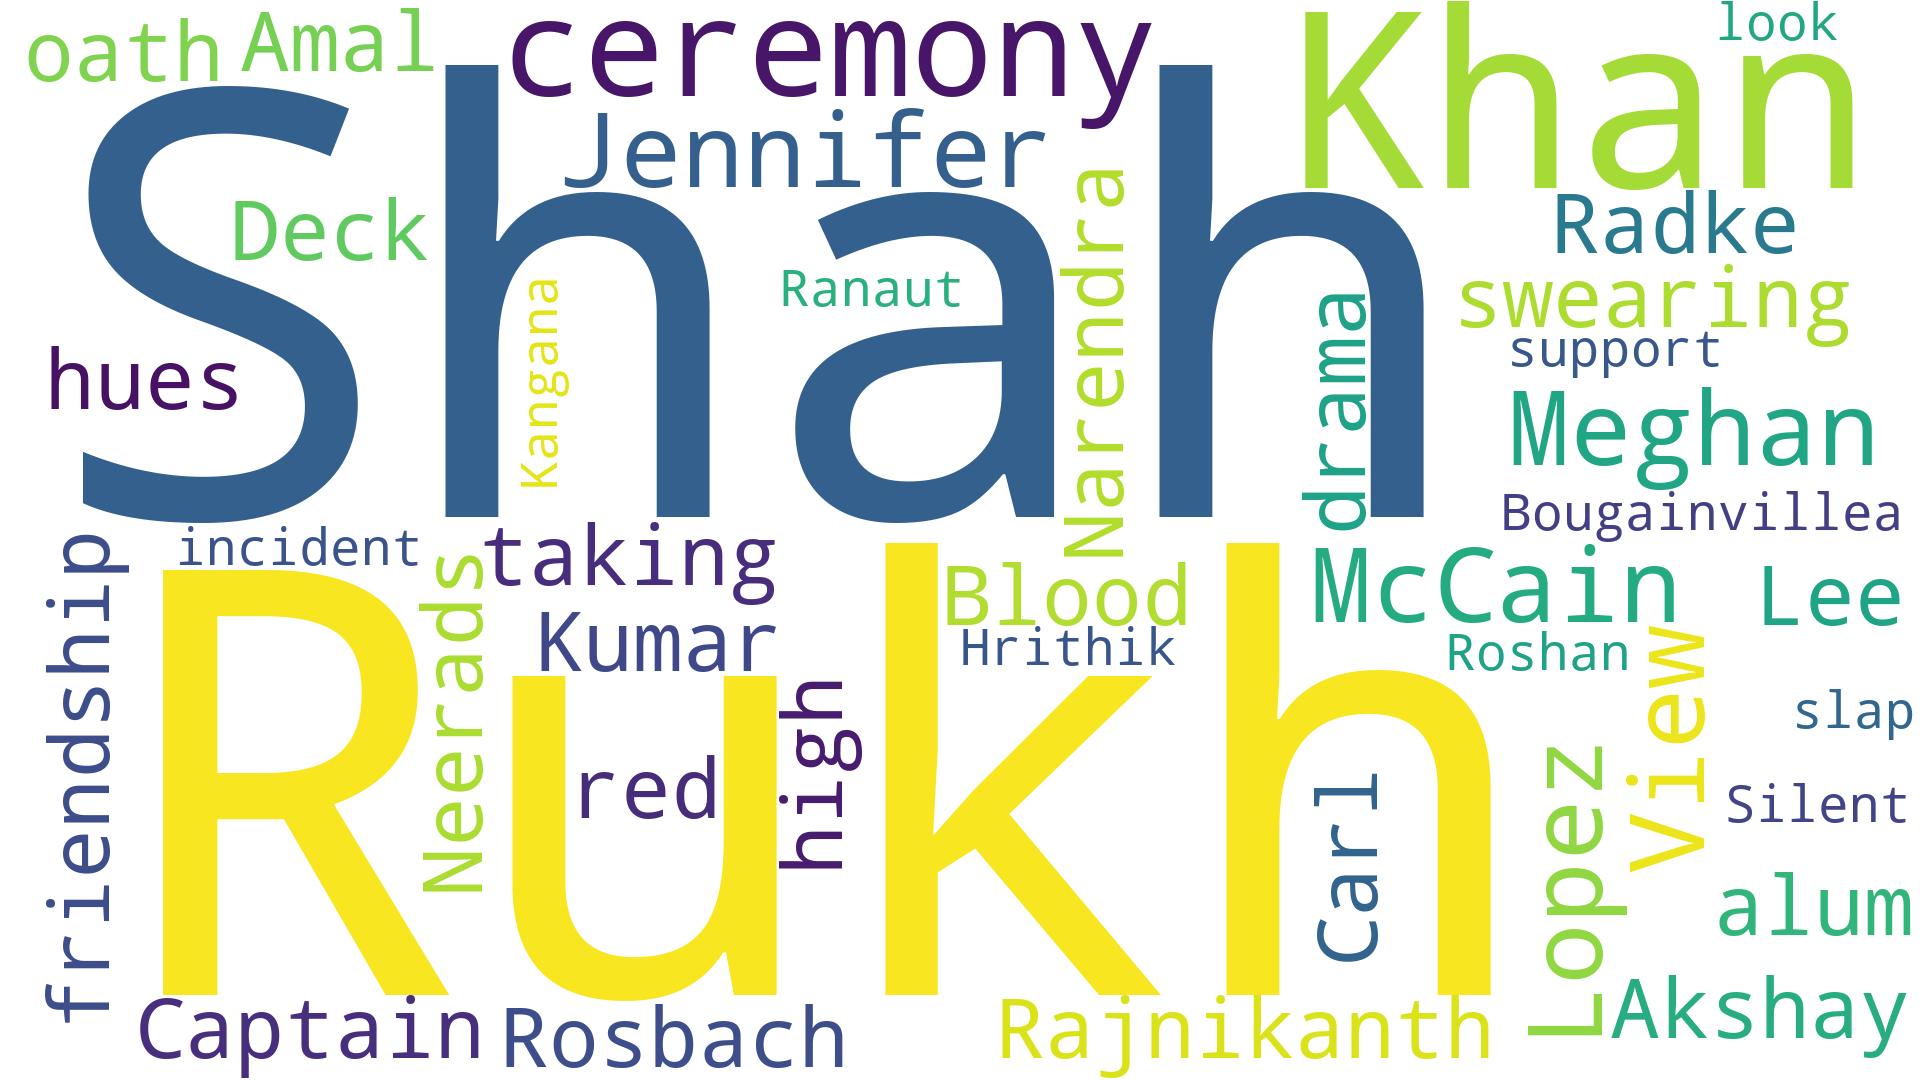 oath
Amal
ceremony
Khan
look
Shah
Jennifer
Deck
Radke
Narendra
Ranaut
Kangana
swearing
drama
support
hues
Meghan
Bougainvillea
incident
taking
Blood
McCain
Lee
friendship
Neerads
Rukh
Kumar
Hrithik
Roshan
View
high
slap
red
Carl
Lopez
Silent
alum
Captain
Rosbach
Rajnikanth
Akshay